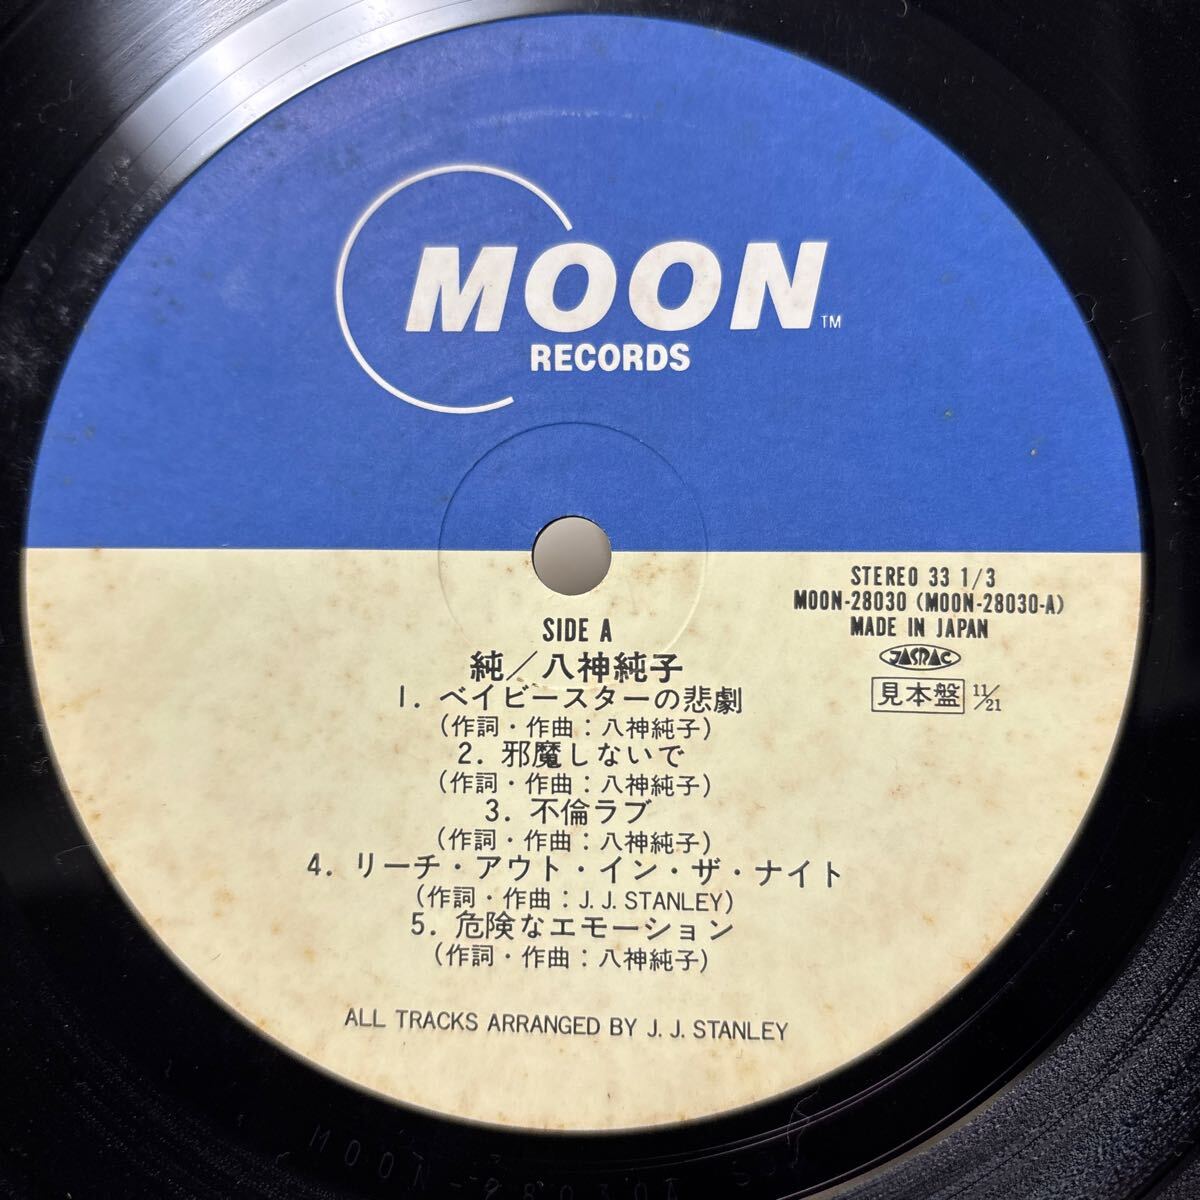 MOON TM
RECORDS
STEREO 33 1/3
MOON-28030 (MOON-28030-A)
MADE IN JAPAN
JASRAC
見本盤 11/21
SIDE A
純/八神純子
1. ベイビースターの悲劇
(作詞・作曲:八神純子)
2. 邪魔しないで
(作詞・作曲:八神純子)
3. 不倫ラブ
(作詞・作曲:八神純子)
4. リーチ・アウト・イン・ザ・ナイト
(作詞・作曲:J. J. STANLEY)
5. 危険なエモーション
(作詞・作曲:八神純子)
ALL TRACKS ARRANGED BY J. J. STANLEY